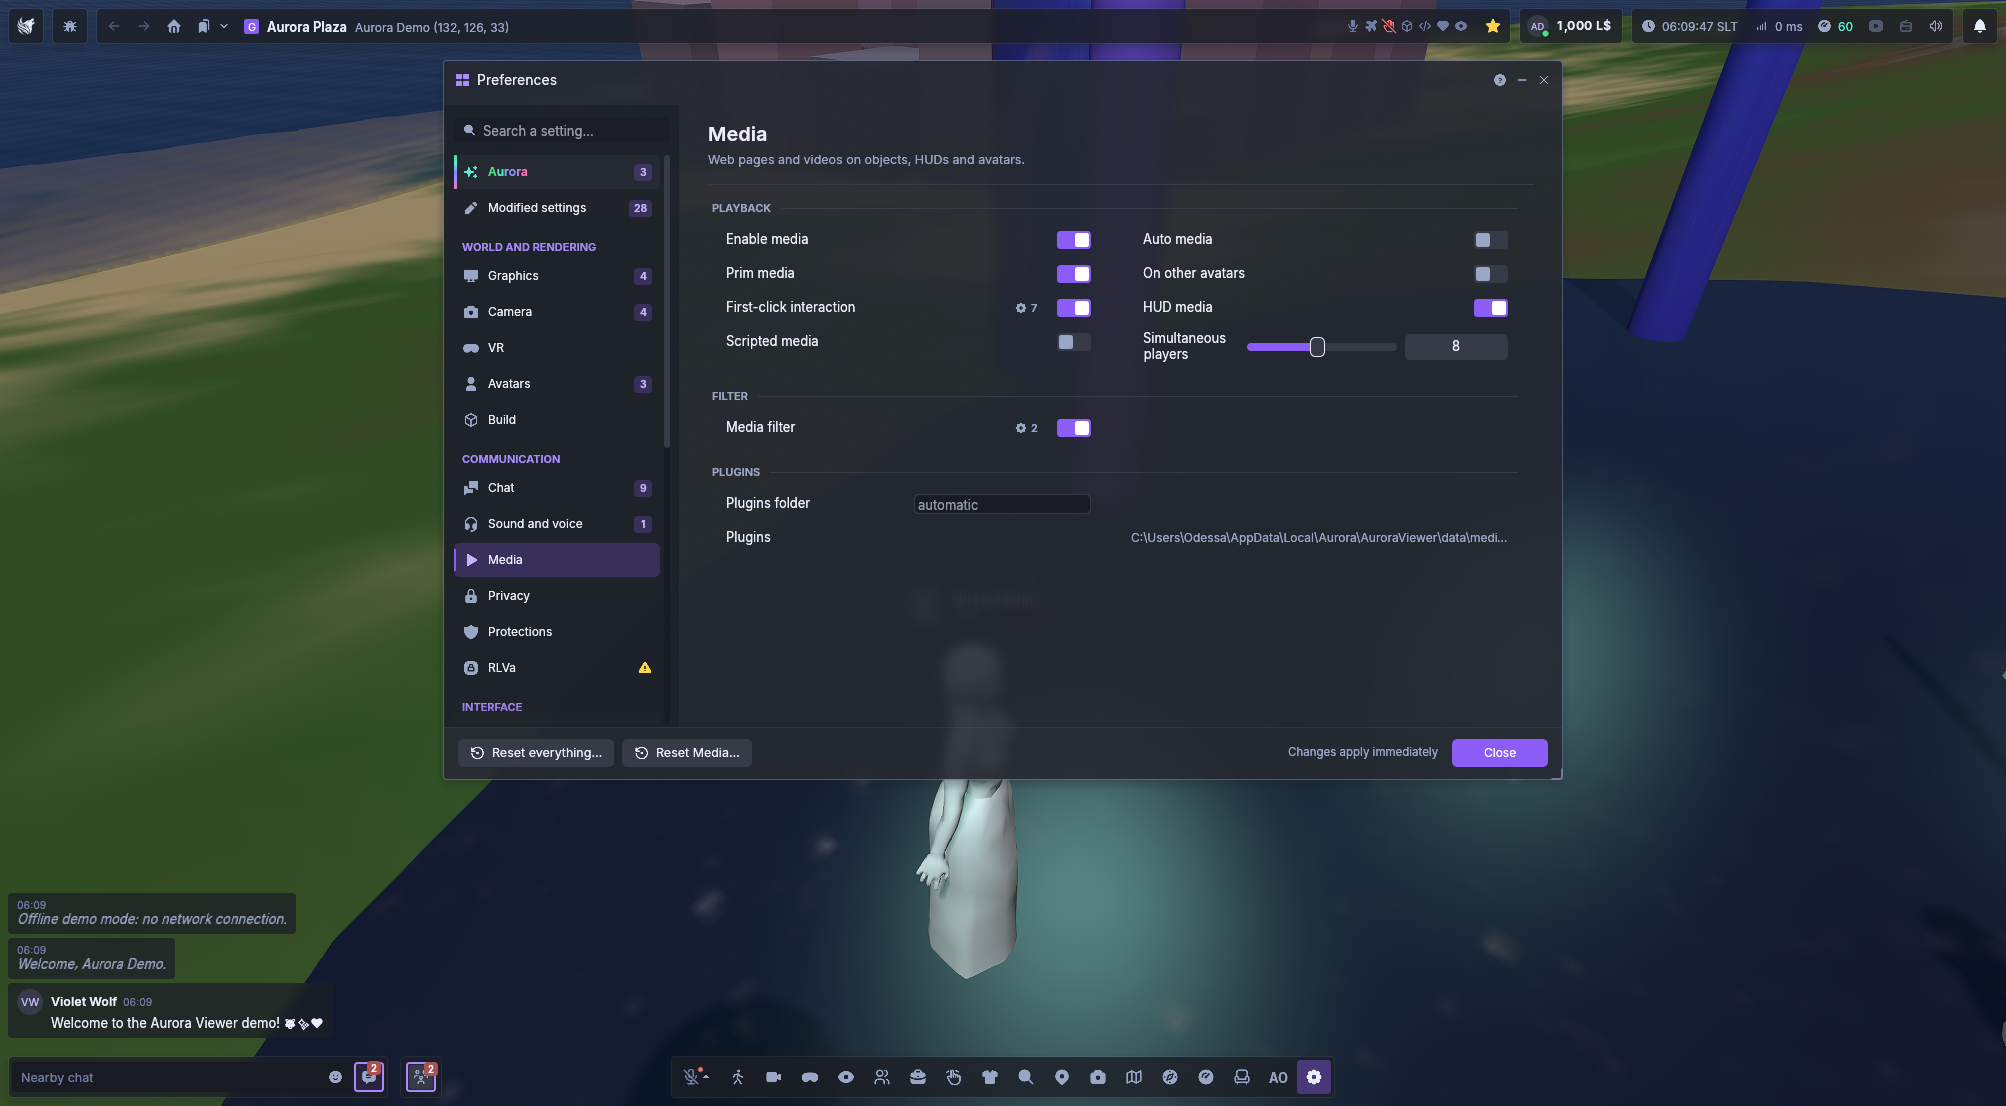 G Aurora Plaza Aurora Demo (132, 126, 33)
AD 1,000 L$
06:09:47 SLT 0 ms 60
Preferences
Search a setting...
Aurora 3
Modified settings 28
WORLD AND RENDERING
Graphics 4
Camera 4
VR
Avatars 3
Build
COMMUNICATION
Chat 9
Sound and voice 1
Media
Privacy
Protections
RLVa
INTERFACE
Media
Web pages and videos on objects, HUDs and avatars.
PLAYBACK
Enable media
Auto media
Prim media
On other avatars
First-click interaction 7
HUD media
Scripted media
Simultaneous
players
8
FILTER
Media filter 2
PLUGINS
Plugins folder automatic
Plugins C:\Users\Odessa\AppData\Local\Aurora\AuroraViewer\data\medi...
Reset everything...
Reset Media...
Changes apply immediately
Close
06:09
Offline demo mode: no network connection.
06:09
Welcome, Aurora Demo.
VW Violet Wolf 06:09
Welcome to the Aurora Viewer demo!
Nearby chat
2
2
AO